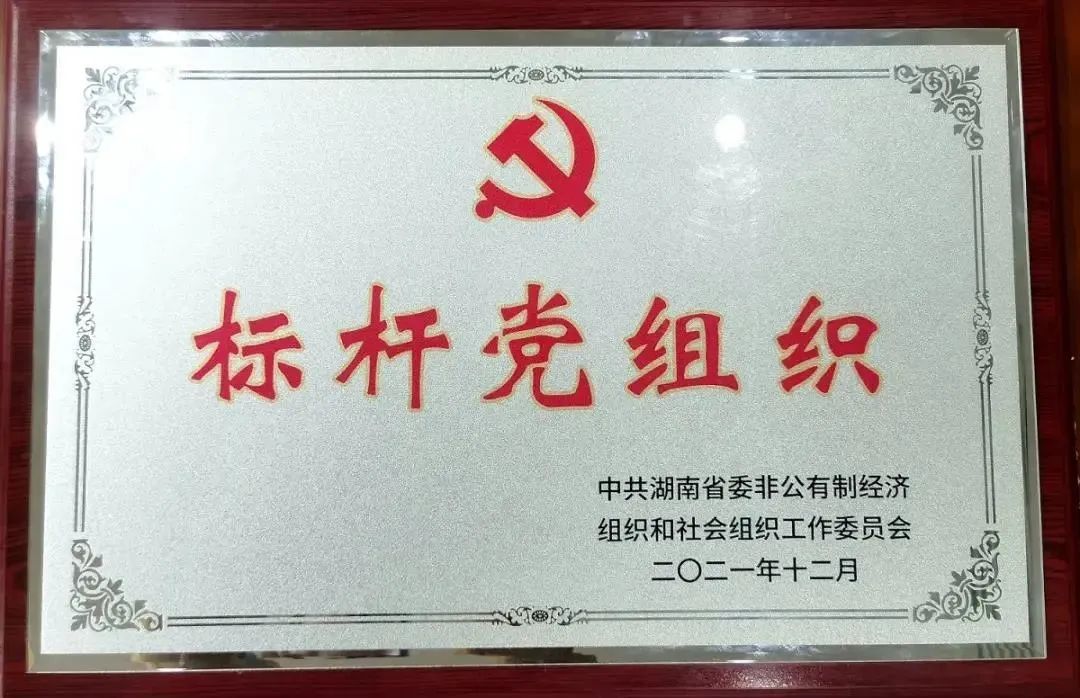 标杆党组织
中共湖南省委非公有制经济
组织和社会组织工作委员会
二〇二一年十二月